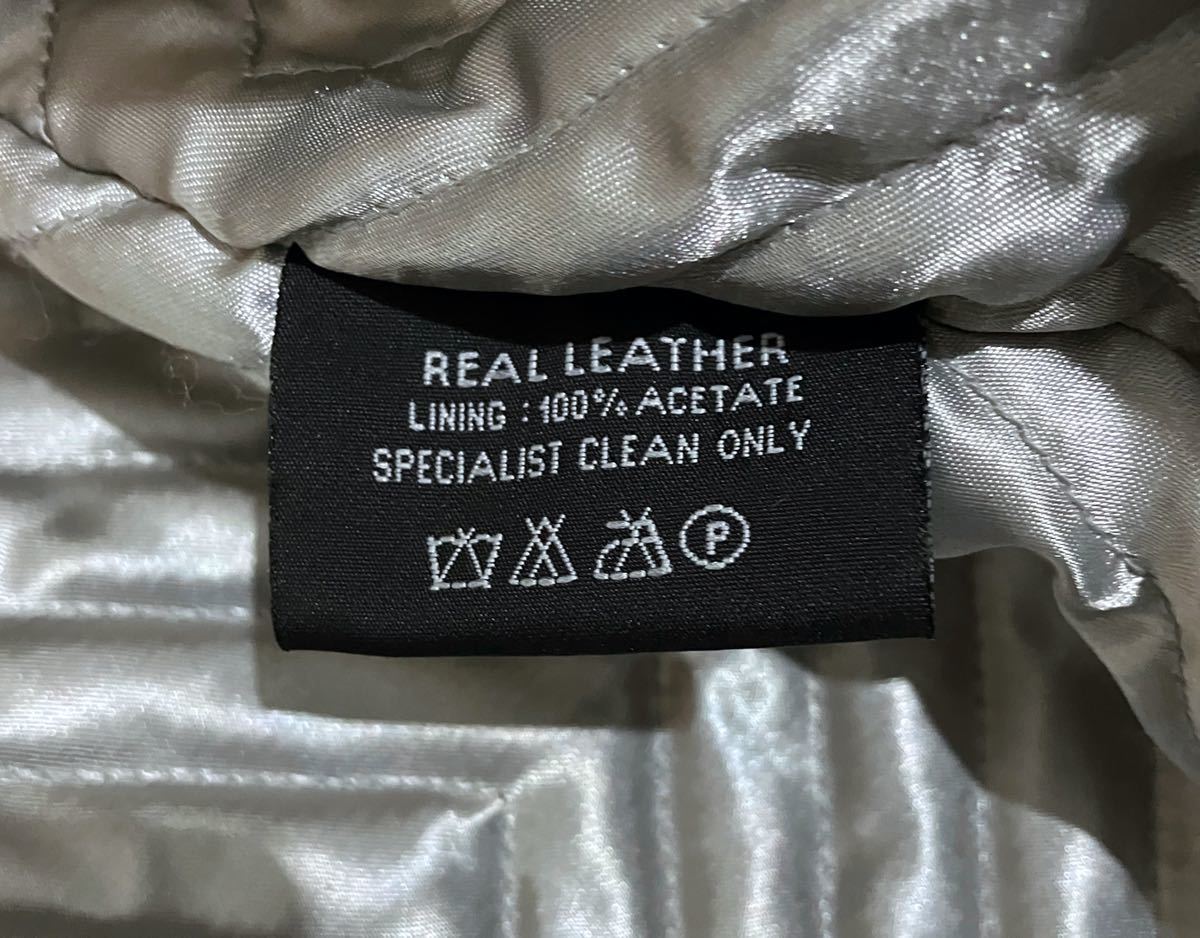 REAL LEATHER
LINING : 100% ACETATE
SPECIALIST CLEAN ONLY
P